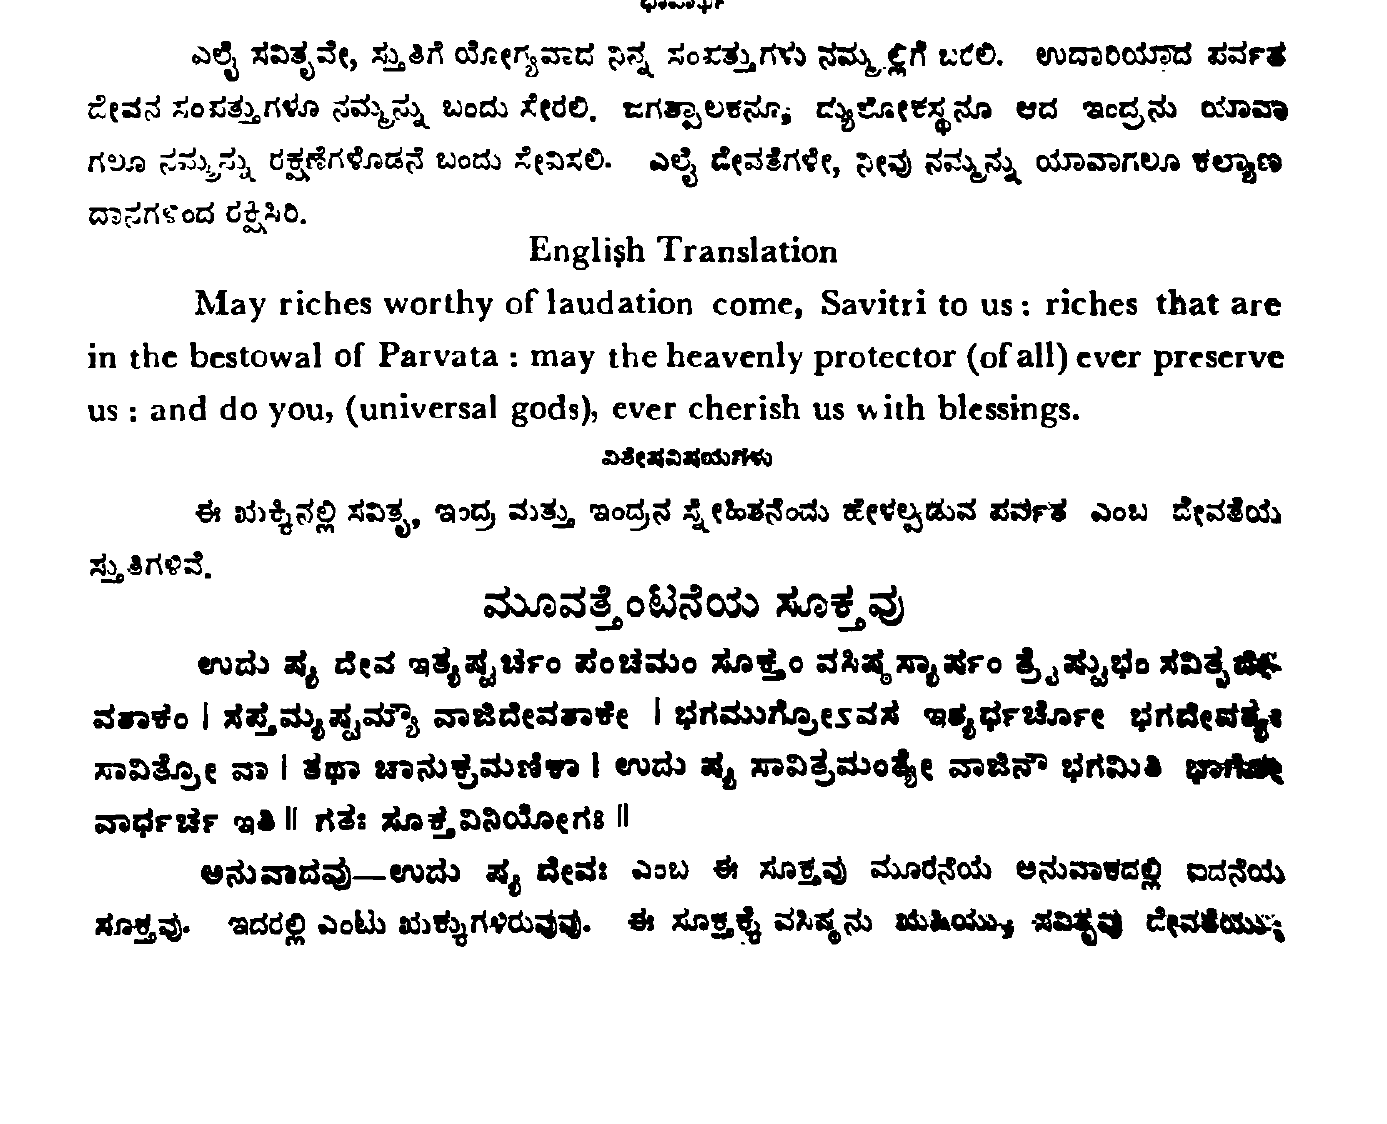 ಭಾವಾರ್ಥ
ಎಲೈ ಸವಿತೃವೇ, ಸ್ತುತಿಗೆ ಯೋಗ್ಯವಾದ ನಿನ್ನ ಸಂಪತ್ತುಗಳು ನಮ್ಮಲ್ಲಿಗೆ ಬರಲಿ. ಉದಾರಿಯಾದ ಪರ್ವತ
ದೇವನ ಸಂಪತ್ತುಗಳೂ ನಮ್ಮನ್ನು ಬಂದು ಸೇರಲಿ. ಜಗತ್ಪಾಲಕನೂ, ದ್ಯುಲೋಕಸ್ಥನೂ ಆದ ಇಂದ್ರನು ಯಾವಾ
ಗಲೂ ನಮ್ಮನ್ನು ರಕ್ಷಣೆಗಳೊಡನೆ ಬಂದು ಸೇವಿಸಲಿ. ಎಲೈ ದೇವತೆಗಳೇ, ನೀವು ನಮ್ಮನ್ನು ಯಾವಾಗಲೂ ಕಲ್ಯಾಣ
ದಾನಗಳಿಂದ ರಕ್ಷಿಸಿರಿ.
English Translation
May riches worthy of laudation come, Savitri to us : riches that are
in the bestowal of Parvata : may the heavenly protector (of all) ever preserve
us : and do you, (universal gods), ever cherish us with blessings.
ವಿಶೇಷವಿಷಯಗಳು
ಈ ಋಕ್ಕಿನಲ್ಲಿ ಸವಿತೃ, ಇಂದ್ರ ಮತ್ತು ಇಂದ್ರನ ಸ್ನೇಹಿತನೆಂದು ಹೇಳಲ್ಪಡುವ ಪರ್ವತ ಎಂಬ ದೇವತೆಯ
ಸ್ತುತಿಗಳಿವೆ.
ಮೂವತ್ತೆಂಟನೆಯ ಸೂಕ್ತವು
ಉದು ಷ್ಯ ದೇವ ಇತ್ಯಷ್ಟರ್ಚಂ ಪಂಚಮಂ ಸೂಕ್ತಂ ವಸಿಷ್ಠಸ್ಯಾರ್ಷಂ ತ್ರೈಷ್ಟುಭಂ ಸವಿತೃದೇ
ವತಾಕಂ | ಸಪ್ತಮ್ಯಷ್ಟಮ್ಯೌ ವಾಜಿದೇವತಾಕೇ | ಭಗಮುಗ್ರೋಽವಸ ಇತ್ಯರ್ಧರ್ಚೋ ಭಗದೇವತ್ಯಃ
ಸಾವಿತ್ರೋ ವಾ | ತಥಾ ಚಾನುಕ್ರಮಣಿಕಾ | ಉದು ಷ್ಯ ಸಾವಿತ್ರಮಂತ್ಯೇ ವಾಜಿನೌ ಭಗಮಿತಿ
ವಾರ್ಧರ್ಚ ಇತಿ || ಗತಃ ಸೂಕ್ತವಿನಿಯೋಗಃ ||
ಅನುವಾದವು—ಉದು ಷ್ಯ ದೇವಃ ಎಂಬ ಈ ಸೂಕ್ತವು ಮೂರನೆಯ ಅನುವಾಕದಲ್ಲಿ ಐದನೆಯ
ಸೂಕ್ತವು. ಇದರಲ್ಲಿ ಎಂಟು ಋಕ್ಕುಗಳಿರುವುವು. ಈ ಸೂಕ್ತಕ್ಕೆ ವಸಿಷ್ಠನು ಋಷಿಯು, ಸವಿತೃವು ದೇವತೆಯು,